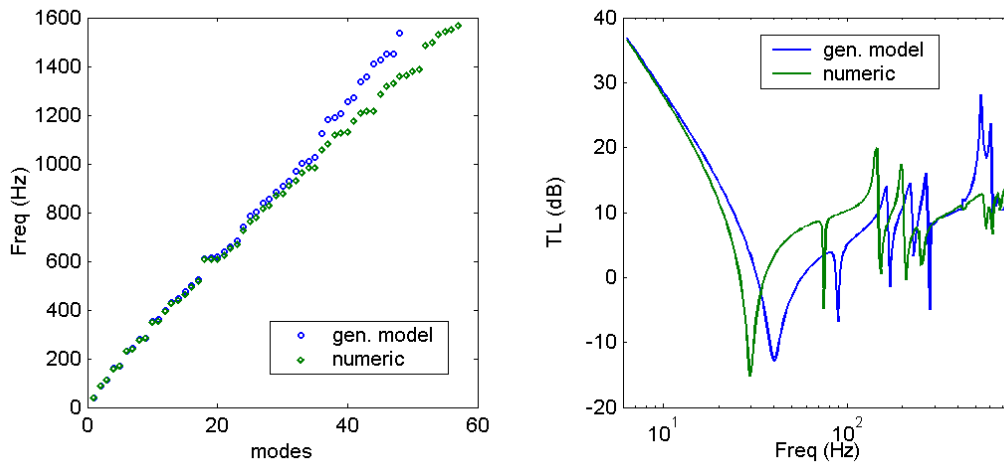 1600
1400
1200
1000
800
600
400
200
0
Freq (Hz)
0 20 40 60
modes
gen. model
numeric
40
30
20
10
0
-10
-20
TL (dB)
10^1 10^2
Freq (Hz)
gen. model
numeric